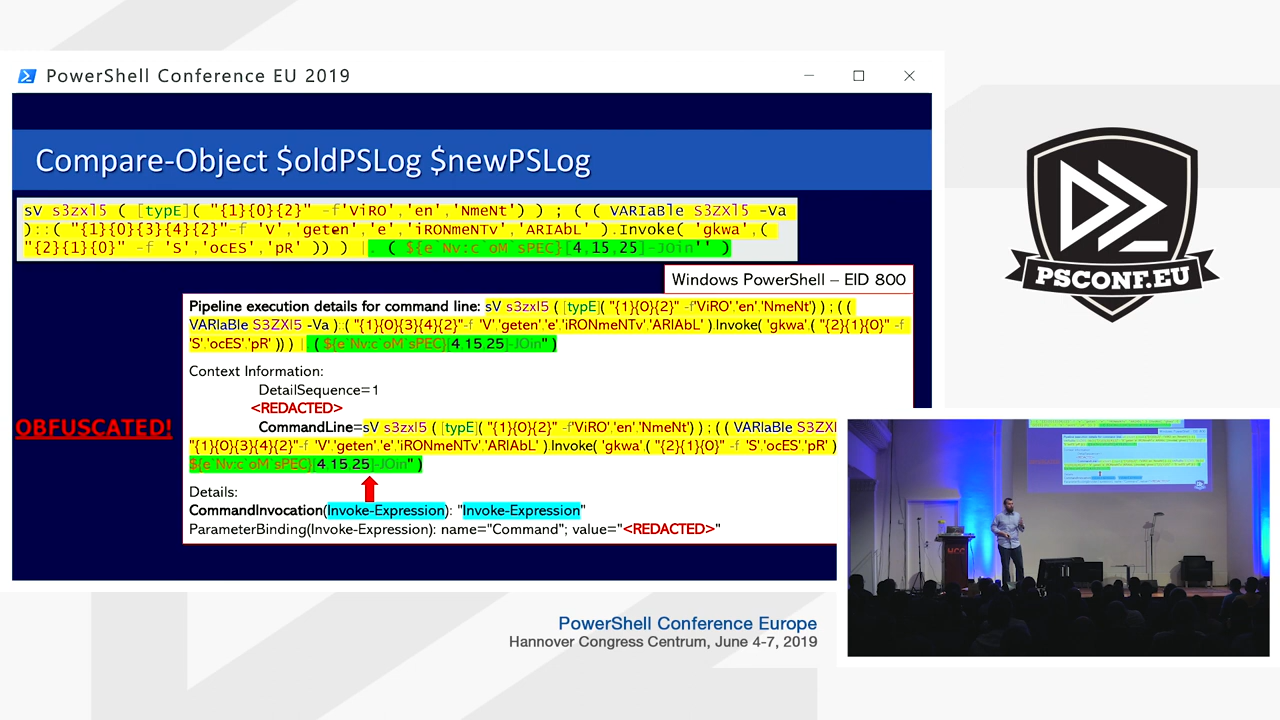 PowerShell Conference EU 2019
Compare-Object $oldPSLog $newPSLog
sV s3zxl5 ( [typE]( "{1}{0}{2}" -f'ViRO','en','NmeNt') ) ; ( ( VARIaBle S3ZXl5 -Va
)::( "{1}{0}{3}{4}{2}"-f 'V','geten','e','iRONmeNTv','ARIAbL' ).Invoke( 'gkwa',(
"{2}{1}{0}" -f 'S','ocES','pR' )) ) |. ( ${e`Nv:c`oM`sPEC}[4,15,25]-JOin'' )
Windows PowerShell – EID 800
Pipeline execution details for command line: sV s3zxl5 ( [typE]( "{1}{0}{2}" -f'ViRO','en','NmeNt') ) ; ( (
VARIaBle S3ZXl5 -Va )::( "{1}{0}{3}{4}{2}"-f 'V','geten','e','iRONmeNTv','ARIAbL' ).Invoke( 'gkwa',( "{2}{1}{0}" -f
'S','ocES','pR' )) ) |. ( ${e`Nv:c`oM`sPEC}[4,15,25]-JOin'' )
Context Information:
DetailSequence=1
<REDACTED>
OBFUSCATED!
CommandLine=sV s3zxl5 ( [typE]( "{1}{0}{2}" -f'ViRO','en','NmeNt') ) ; ( ( VARIaBle S3ZXl
"{1}{0}{3}{4}{2}"-f 'V','geten','e','iRONmeNTv','ARIAbL' ).Invoke( 'gkwa',( "{2}{1}{0}" -f 'S','ocES','pR' ))
${e`Nv:c`oM`sPEC}[4,15,25]-JOin'' )
Details:
CommandInvocation(Invoke-Expression): "Invoke-Expression"
ParameterBinding(Invoke-Expression): name="Command"; value="<REDACTED>"
PSCONF.EU
HCC
PowerShell Conference Europe
Hannover Congress Centrum, June 4-7, 2019